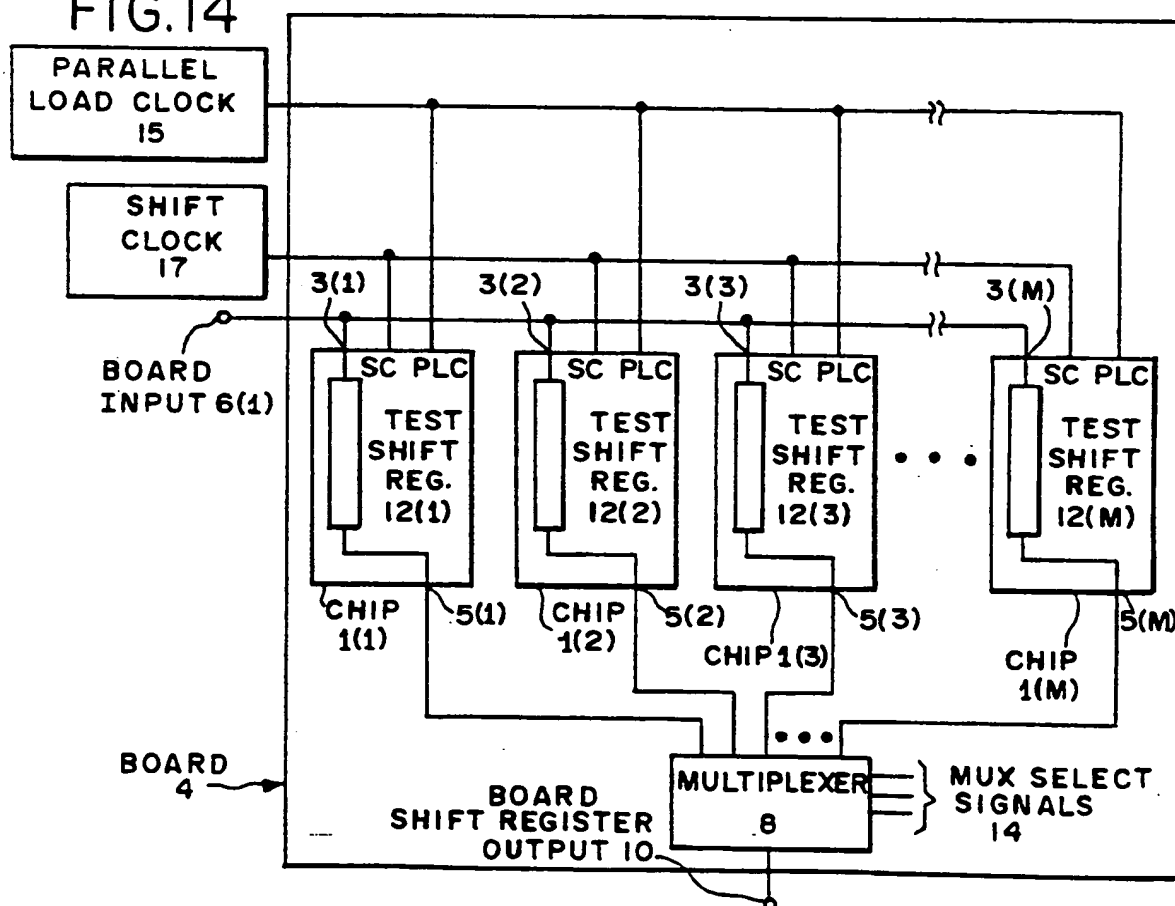 FIG.14
PARALLEL
LOAD CLOCK
15
SHIFT
CLOCK
17
3(1)
3(2)
3(3)
3(M)
BOARD
INPUT 6(1)
SC PLC
TEST
SHIFT
REG.
12(1)
SC PLC
TEST
SHIFT
REG.
12(2)
SC PLC
TEST
SHIFT
REG.
12(3)
SC PLC
TEST
SHIFT
REG.
12(M)
CHIP
1(1)
5(1)
CHIP
1(2)
5(2)
CHIP 1(3)
5(3)
CHIP
1(M)
5(M)
BOARD
4
MULTIPLEXER
8
MUX SELECT
SIGNALS
14
BOARD
SHIFT REGISTER
OUTPUT 10